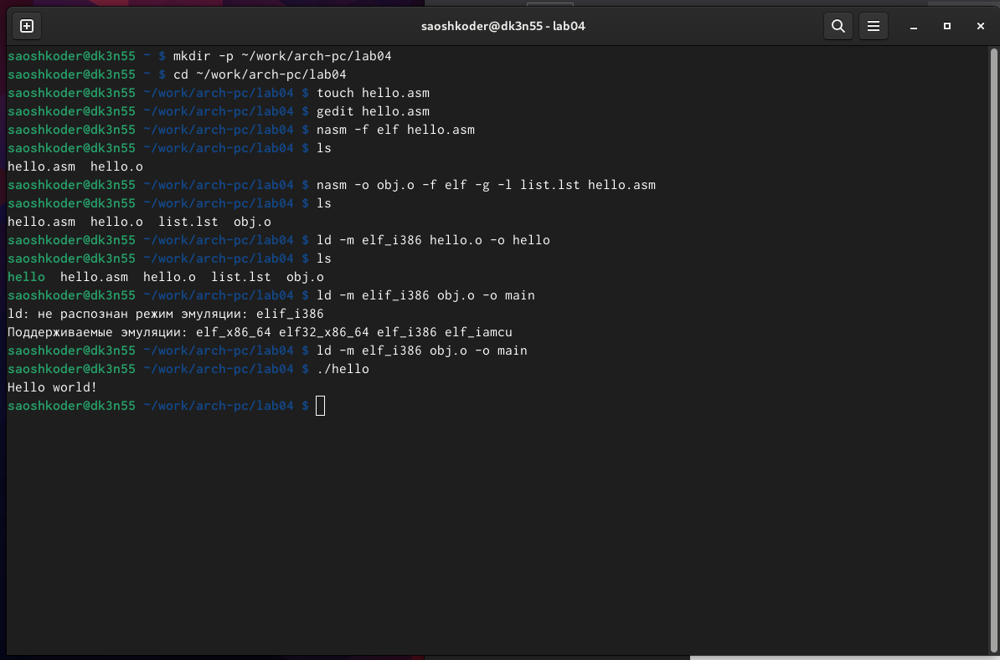 saoshkoder@dk3n55 - lab04
saoshkoder@dk3n55 ~ $ mkdir -p ~/work/arch-pc/lab04
saoshkoder@dk3n55 ~ $ cd ~/work/arch-pc/lab04
saoshkoder@dk3n55 ~/work/arch-pc/lab04 $ touch hello.asm
saoshkoder@dk3n55 ~/work/arch-pc/lab04 $ gedit hello.asm
saoshkoder@dk3n55 ~/work/arch-pc/lab04 $ nasm -f elf hello.asm
saoshkoder@dk3n55 ~/work/arch-pc/lab04 $ ls
hello.asm  hello.o
saoshkoder@dk3n55 ~/work/arch-pc/lab04 $ nasm -o obj.o -f elf -g -l list.lst hello.asm
saoshkoder@dk3n55 ~/work/arch-pc/lab04 $ ls
hello.asm  hello.o  list.lst  obj.o
saoshkoder@dk3n55 ~/work/arch-pc/lab04 $ ld -m elf_i386 hello.o -o hello
saoshkoder@dk3n55 ~/work/arch-pc/lab04 $ ls
hello  hello.asm  hello.o  list.lst  obj.o
saoshkoder@dk3n55 ~/work/arch-pc/lab04 $ ld -m elif_i386 obj.o -o main
ld: не распознан режим эмуляции: elif_i386
Поддерживаемые эмуляции: elf_x86_64 elf32_x86_64 elf_i386 elf_iamcu
saoshkoder@dk3n55 ~/work/arch-pc/lab04 $ ld -m elf_i386 obj.o -o main
saoshkoder@dk3n55 ~/work/arch-pc/lab04 $ ./hello
Hello world!
saoshkoder@dk3n55 ~/work/arch-pc/lab04 $